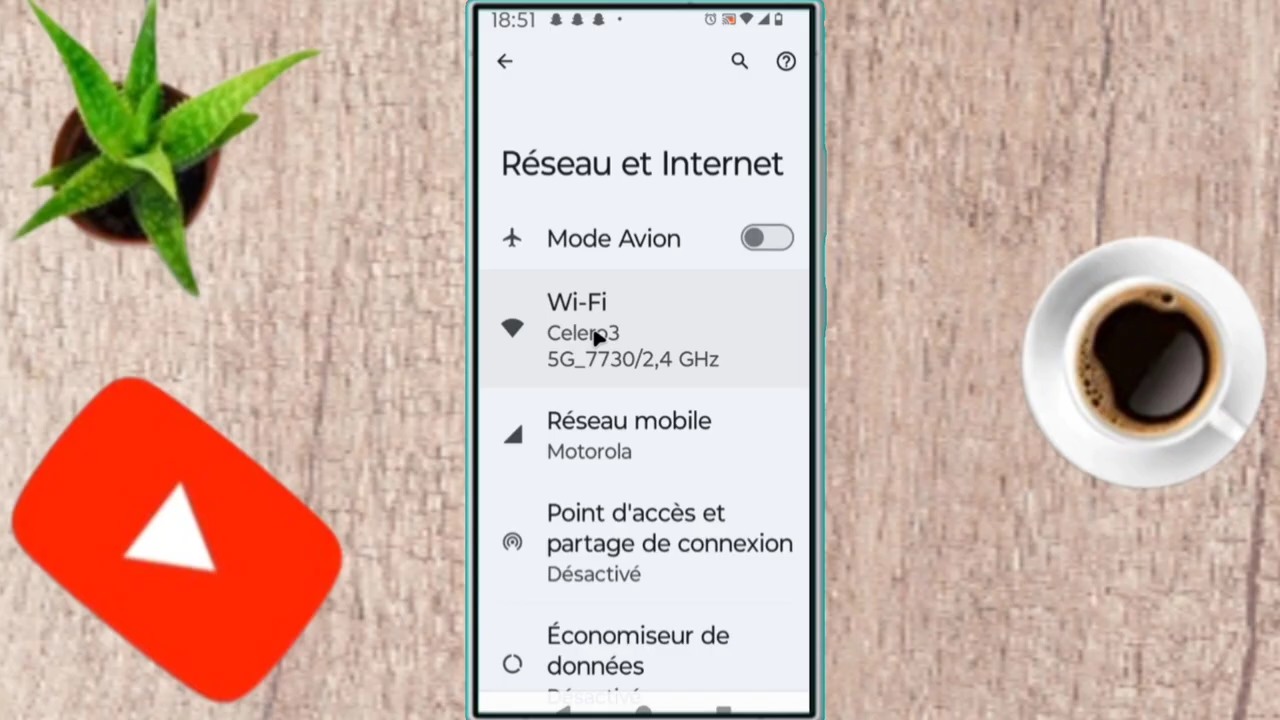 18:51
Réseau et Internet
Mode Avion
Wi-Fi
Celero3
5G_7730/2,4 GHz
Réseau mobile
Motorola
Point d'accès et
partage de connexion
Désactivé
Économiseur de
données
Désactivé